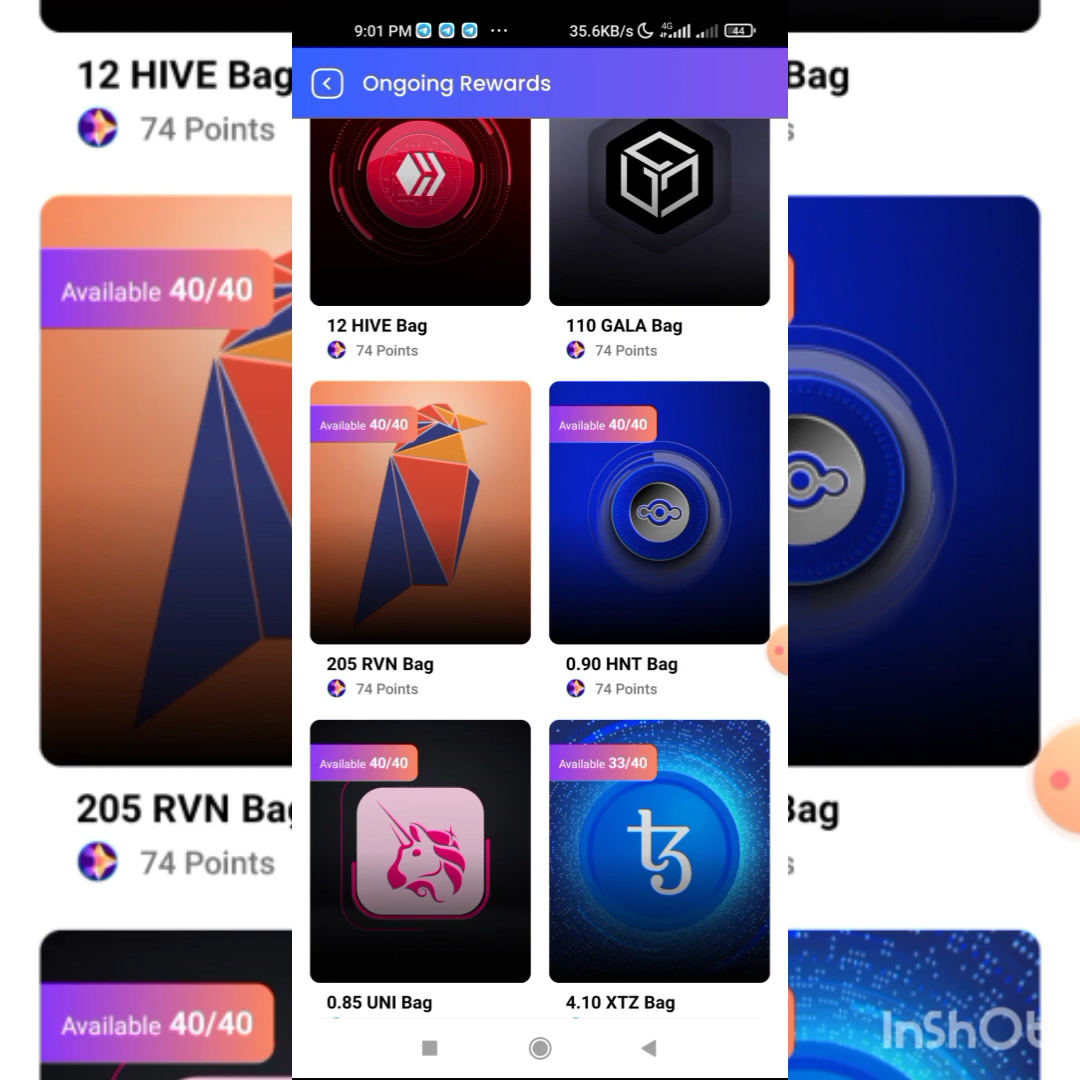 9:01 PM ... 35.6KB/s 4G 44
Ongoing Rewards
12 HIVE Bag
74 Points
110 GALA Bag
74 Points
Available 40/40
205 RVN Bag
74 Points
Available 40/40
0.90 HNT Bag
74 Points
Available 40/40
0.85 UNI Bag
Available 33/40
4.10 XTZ Bag
12 HIVE Bag
74 Points
Available 40/40
205 RVN Bag
74 Points
Available 40/40
Bag
s
Bag
s
InShOt